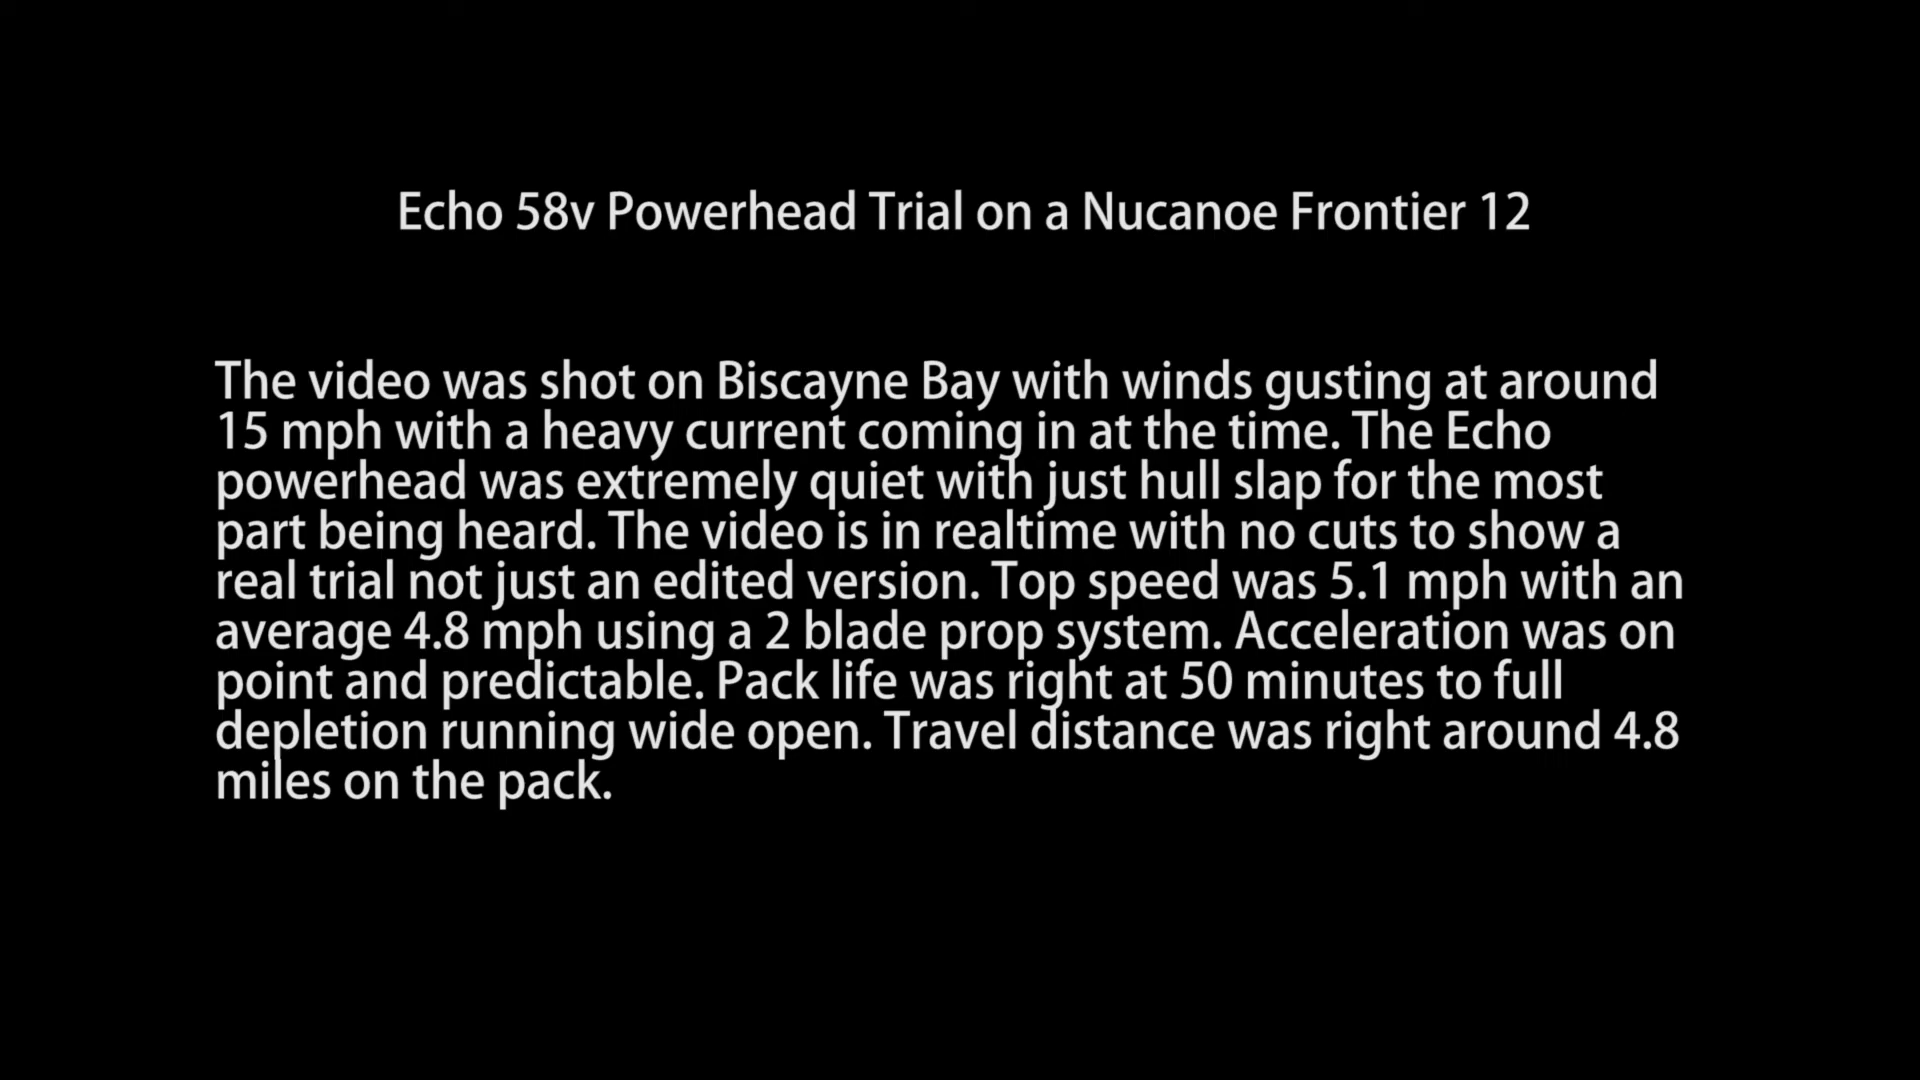 Echo 58v Powerhead Trial on a Nucanoe Frontier 12
The video was shot on Biscayne Bay with winds gusting at around
15 mph with a heavy current coming in at the time. The Echo
powerhead was extremely quiet with just hull slap for the most
part being heard. The video is in realtime with no cuts to show a
real trial not just an edited version. Top speed was 5.1 mph with an
average 4.8 mph using a 2 blade prop system. Acceleration was on
point and predictable. Pack life was right at 50 minutes to full
depletion running wide open. Travel distance was right around 4.8
miles on the pack.